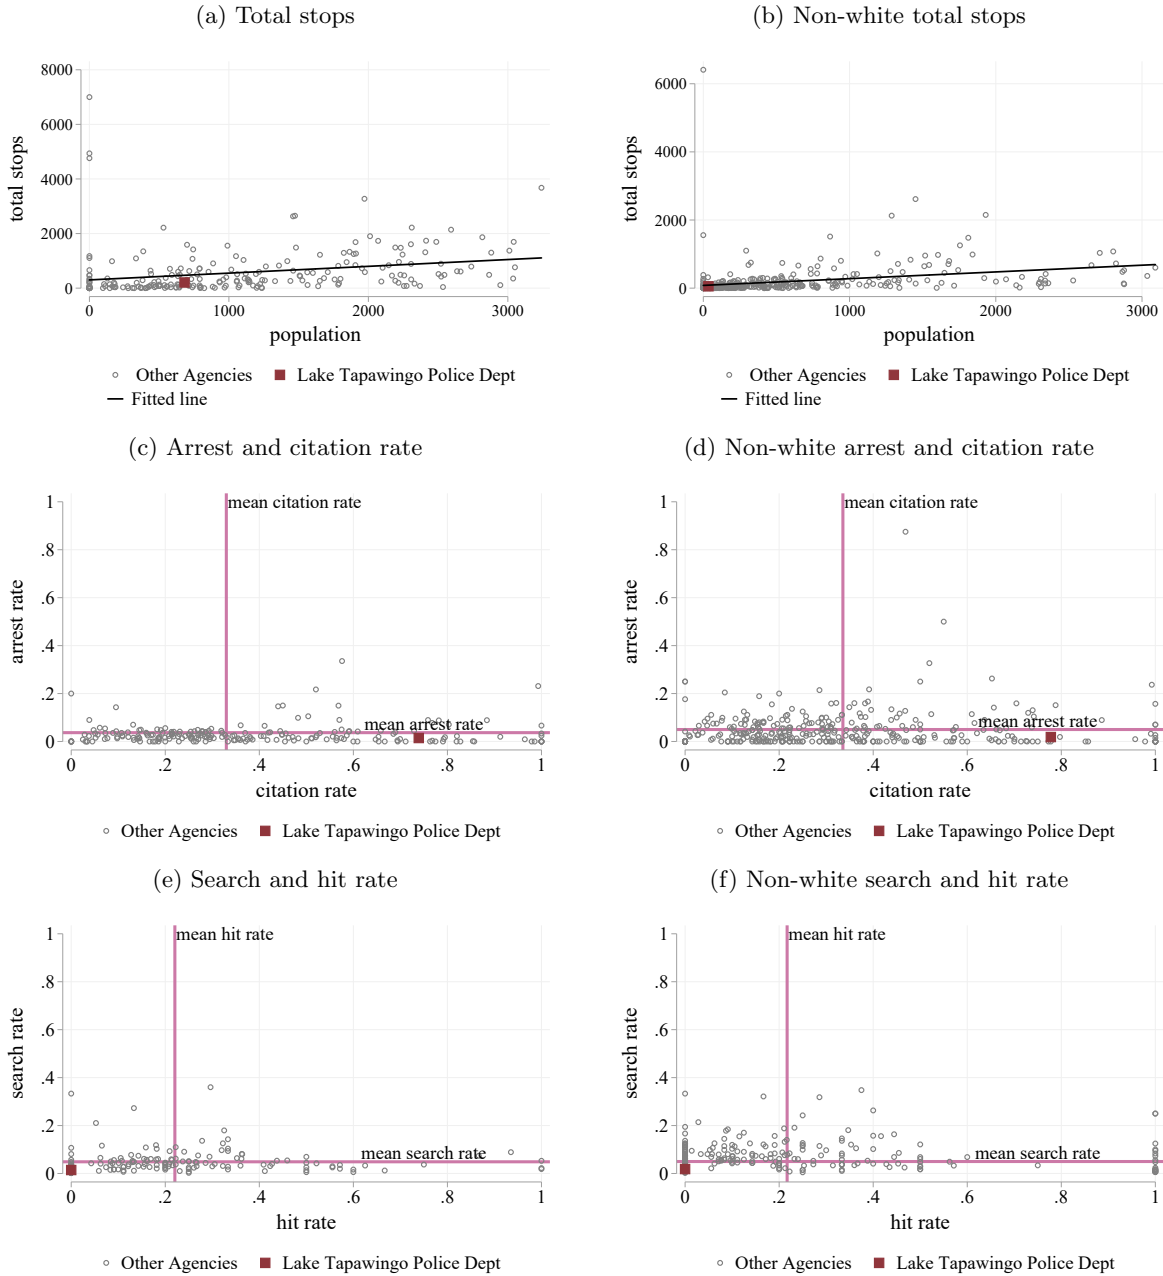 (a) Total stops
(b) Non-white total stops
total stops
8000
6000
4000
2000
0
0
1000
2000
3000
population
Other Agencies
Lake Tapawingo Police Dept
Fitted line
total stops
6000
4000
2000
0
0
1000
2000
3000
population
Other Agencies
Lake Tapawingo Police Dept
Fitted line
(c) Arrest and citation rate
(d) Non-white arrest and citation rate
arrest rate
1
.8
.6
.4
.2
0
mean citation rate
mean arrest rate
0
.2
.4
.6
.8
1
citation rate
Other Agencies
Lake Tapawingo Police Dept
arrest rate
1
.8
.6
.4
.2
0
mean citation rate
mean arrest rate
0
.2
.4
.6
.8
1
citation rate
Other Agencies
Lake Tapawingo Police Dept
(e) Search and hit rate
(f) Non-white search and hit rate
search rate
1
.8
.6
.4
.2
0
mean hit rate
mean search rate
0
.2
.4
.6
.8
1
hit rate
Other Agencies
Lake Tapawingo Police Dept
search rate
1
.8
.6
.4
.2
0
mean hit rate
mean search rate
0
.2
.4
.6
.8
1
hit rate
Other Agencies
Lake Tapawingo Police Dept